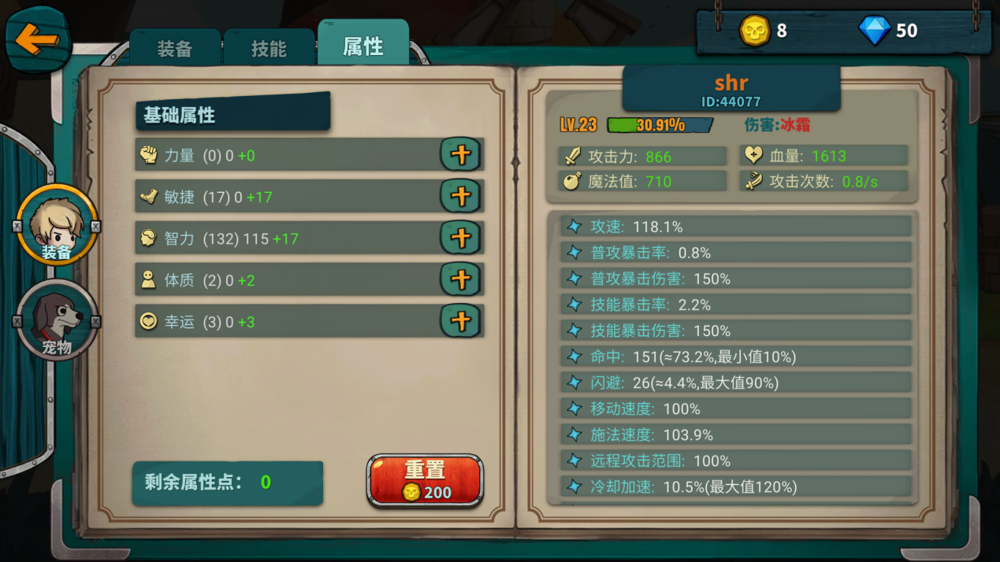 装备
技能
属性
8
50
基础属性
力量 (0) 0 +0
敏捷 (17) 0 +17
智力 (132) 115 +17
体质 (2) 0 +2
幸运 (3) 0 +3
剩余属性点: 0
重置
200
装备
宠物
shr
ID:44077
LV.23 30.91% 伤害:冰霜
攻击力: 866 血量: 1613
魔法值: 710 攻击次数: 0.8/s
攻速: 118.1%
普攻暴击率: 0.8%
普攻暴击伤害: 150%
技能暴击率: 2.2%
技能暴击伤害: 150%
命中: 151(≈73.2%,最小值10%)
闪避: 26(≈4.4%,最大值90%)
移动速度: 100%
施法速度: 103.9%
远程攻击范围: 100%
冷却加速: 10.5%(最大值120%)